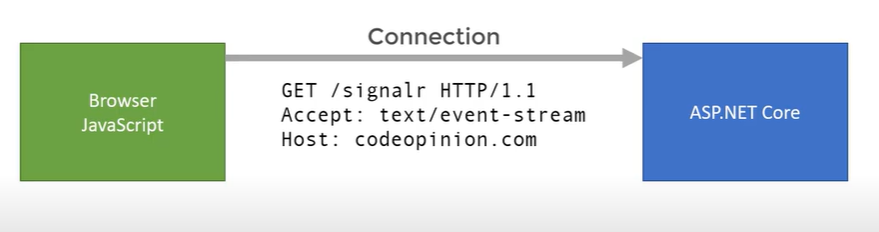 Connection
Browser
JavaScript
GET /signalr HTTP/1.1
Accept: text/event-stream
Host: codeopinion.com
ASP.NET Core